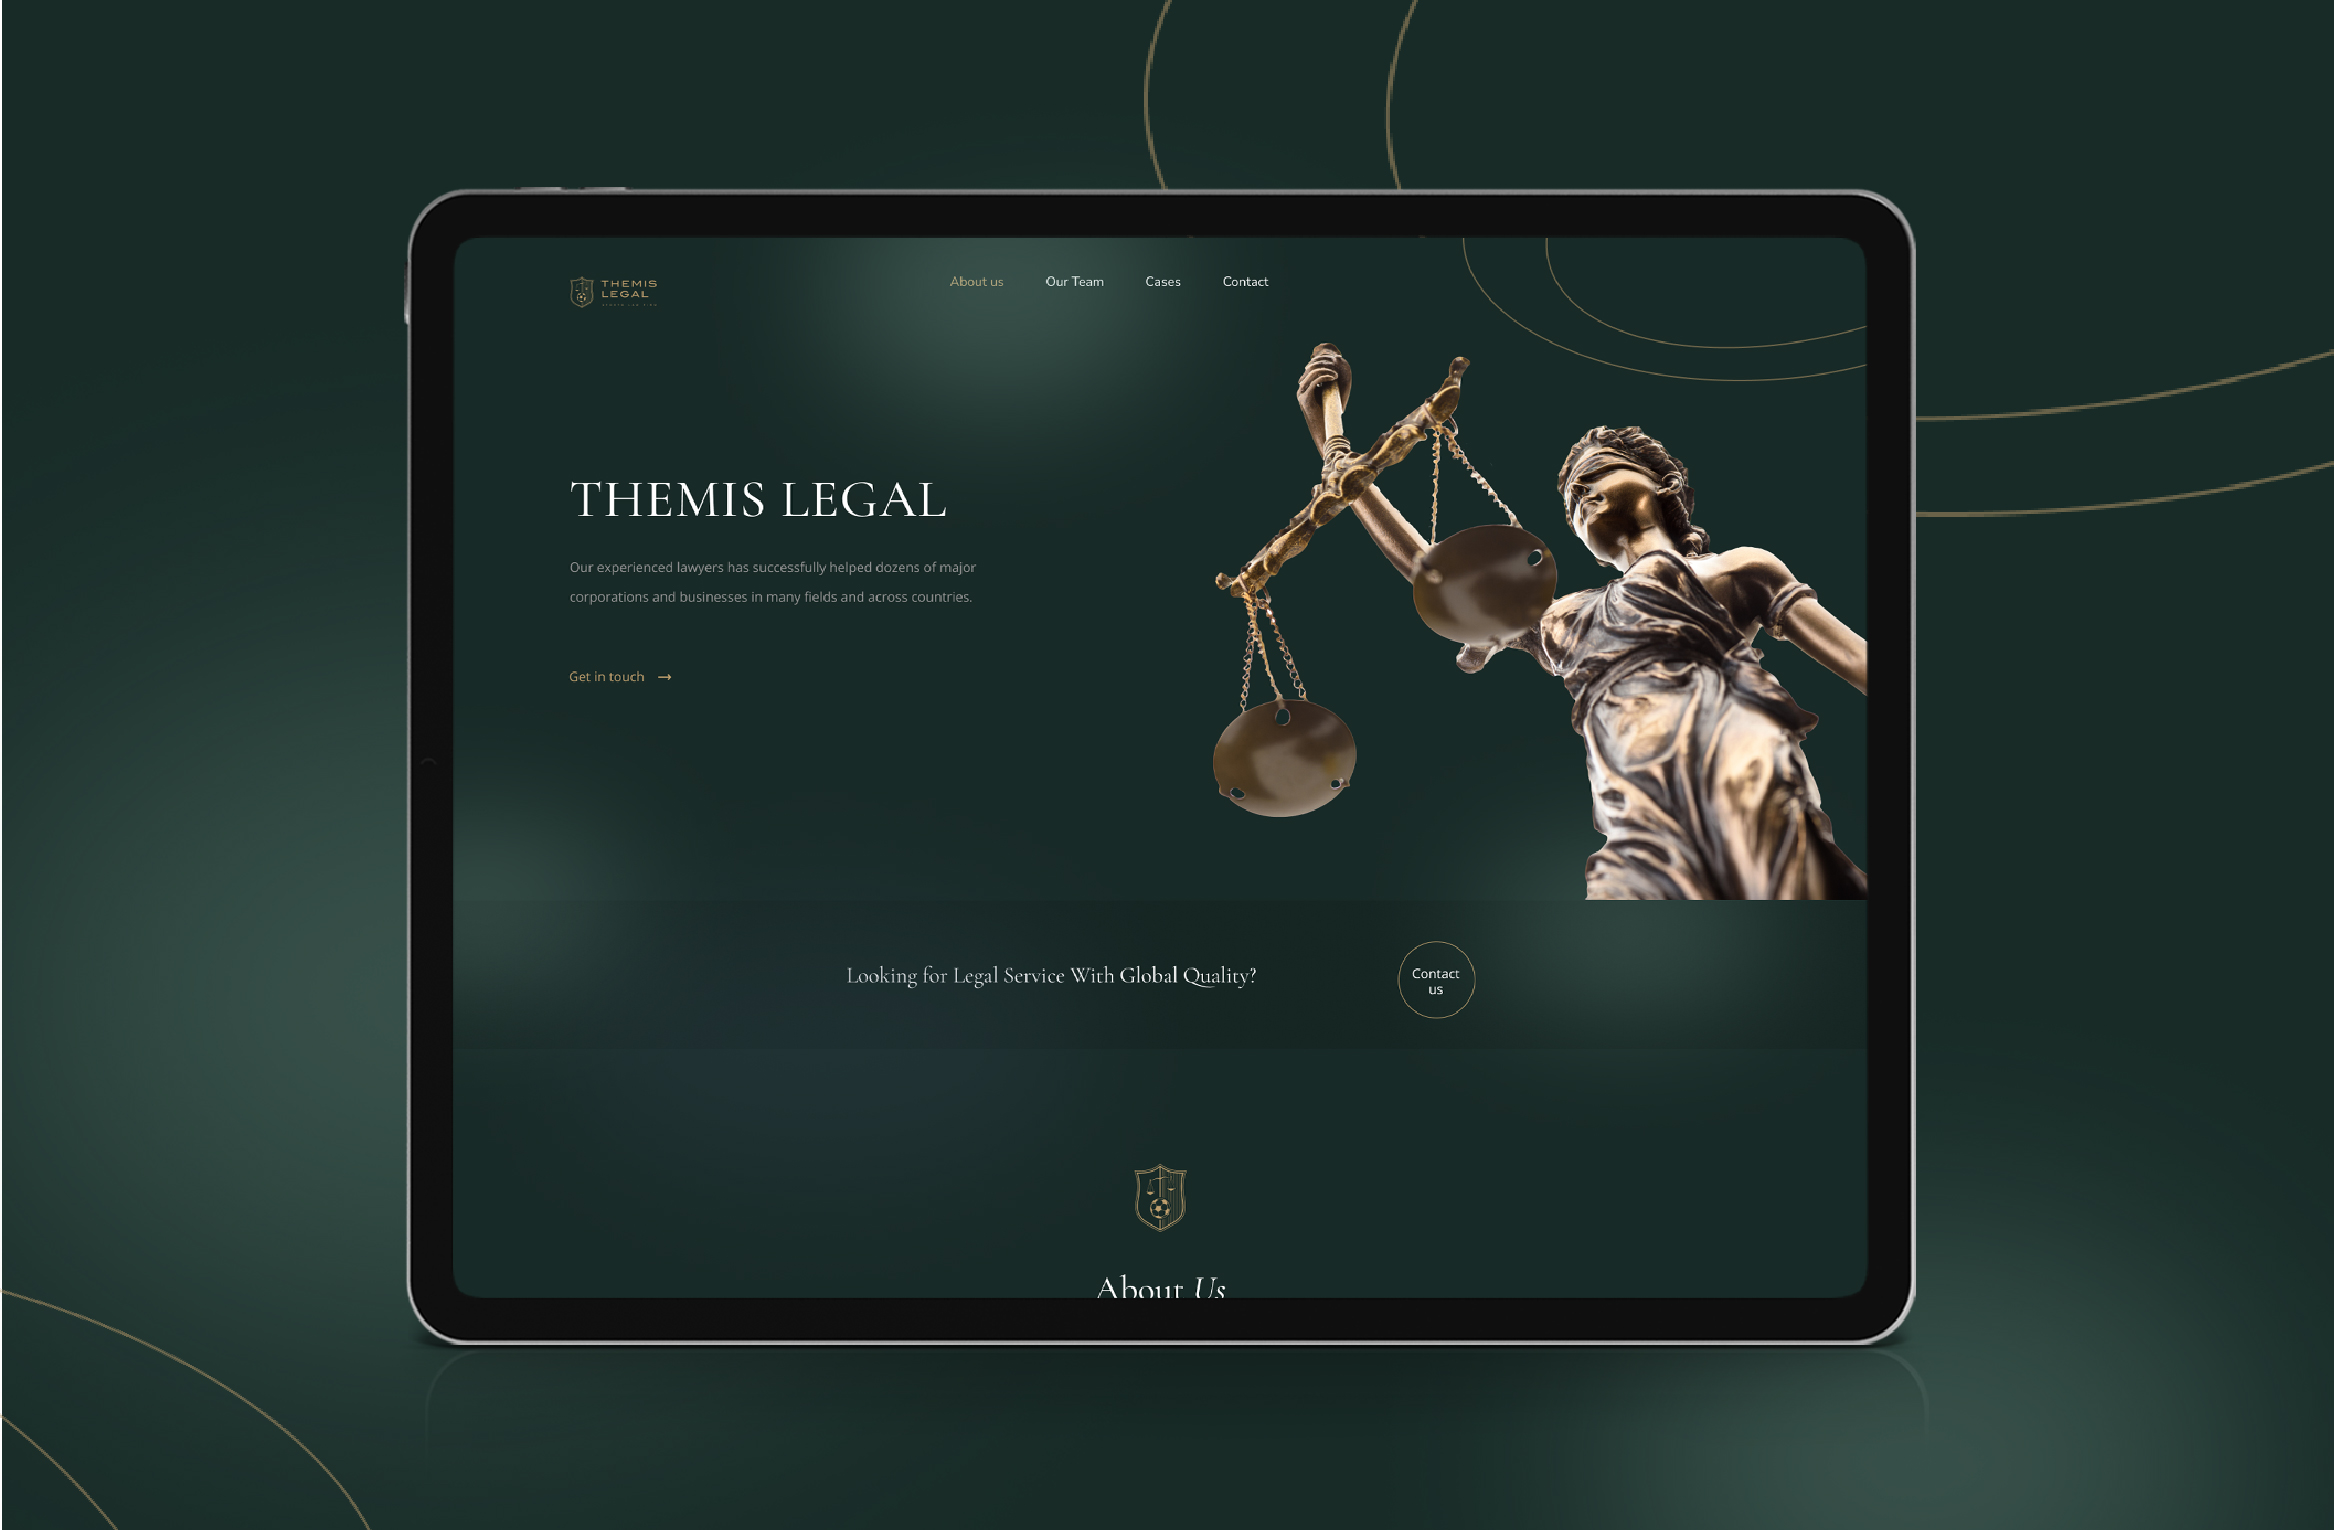 THEMIS
LEGAL
About us
Our Team
Cases
Contact
THEMIS LEGAL
Our experienced lawyers has successfully helped dozens of major
corporations and businesses in many fields and across countries.
Get in touch →
Looking for Legal Service With Global Quality?
Contact
us
About Us